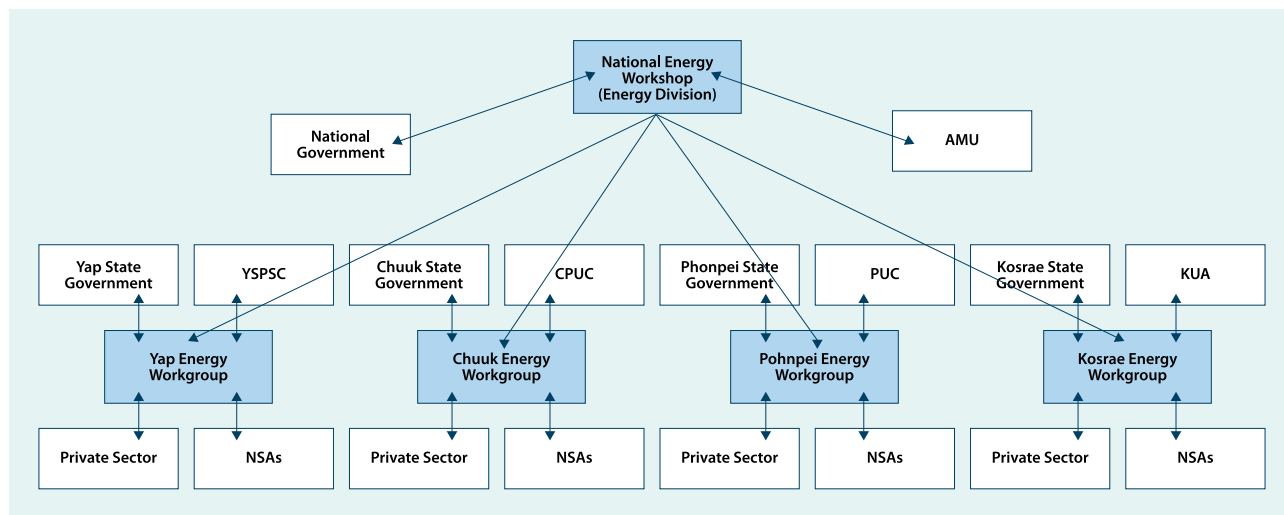 National Energy
Workshop
(Energy Division)
National
Government
AMU
Yap State
Government
YSPSC
Chuuk State
Government
CPUC
Phonpei State
Government
PUC
Kosrae State
Government
KUA
Yap Energy
Workgroup
Chuuk Energy
Workgroup
Pohnpei Energy
Workgroup
Kosrae Energy
Workgroup
Private Sector
NSAs
Private Sector
NSAs
Private Sector
NSAs
Private Sector
NSAs